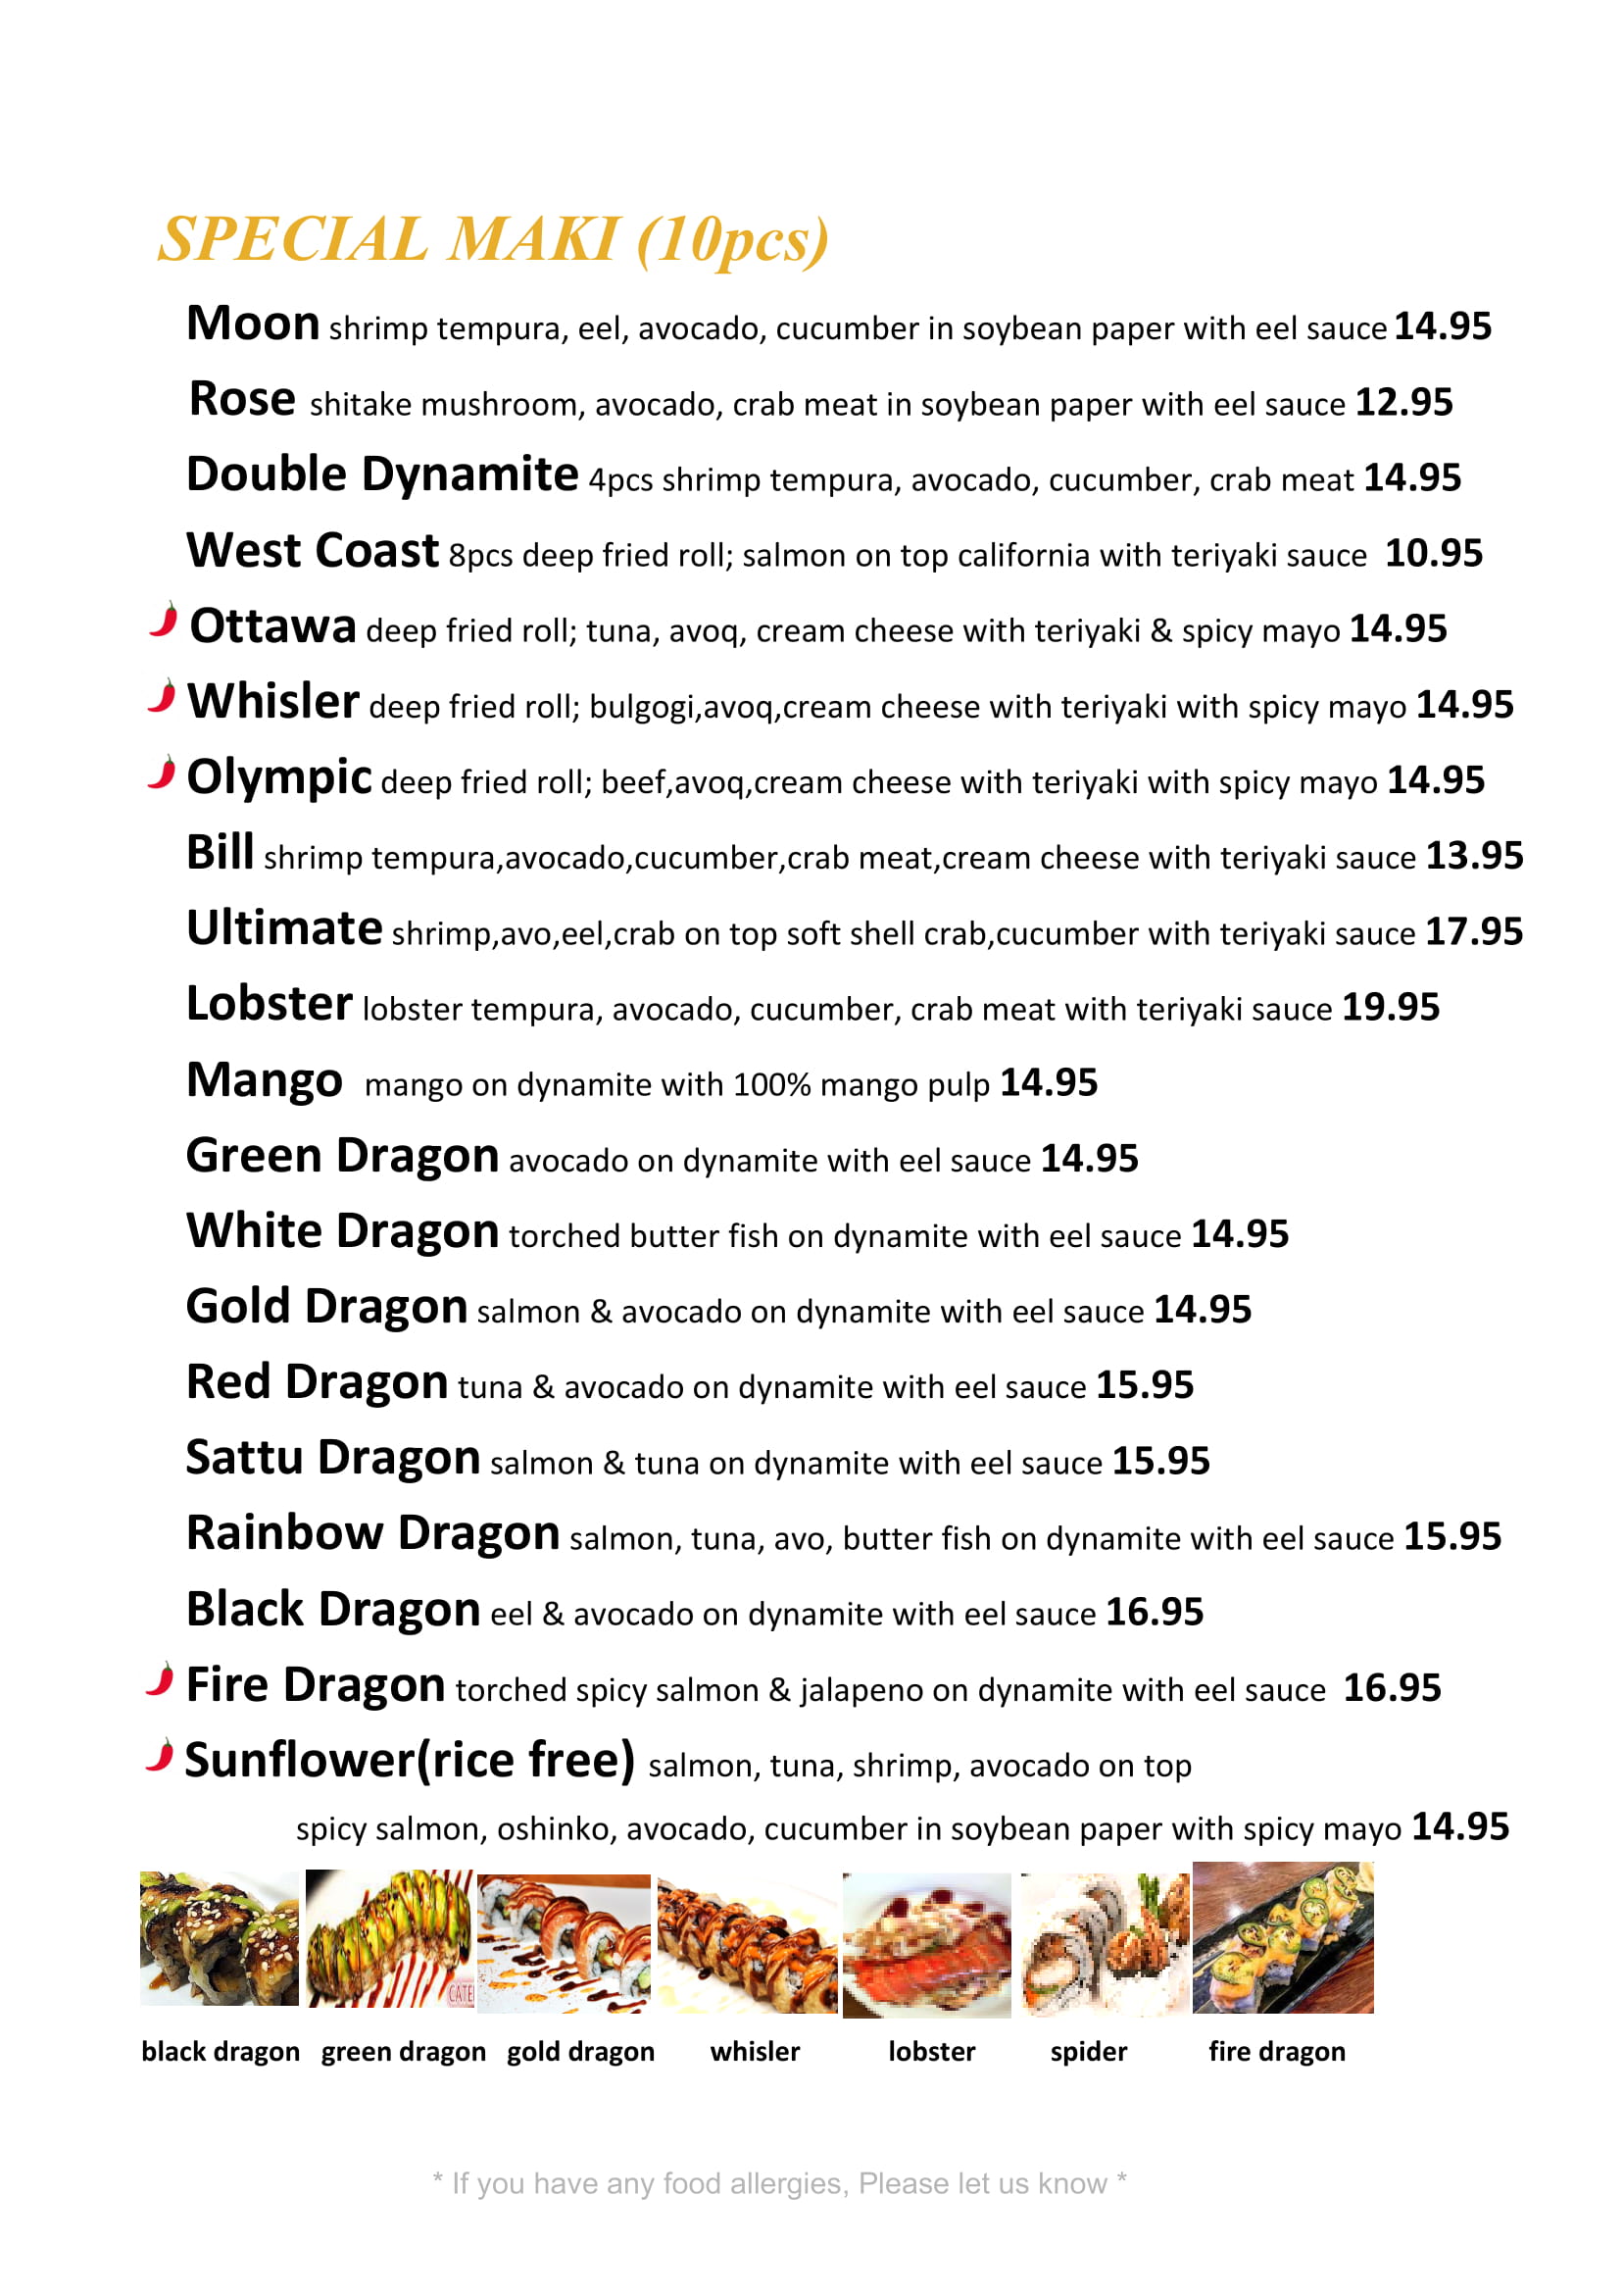 SPECIAL MAKI (10pcs)
Moon shrimp tempura, eel, avocado, cucumber in soybean paper with eel sauce 14.95
Rose shitake mushroom, avocado, crab meat in soybean paper with eel sauce 12.95
Double Dynamite 4pcs shrimp tempura, avocado, cucumber, crab meat 14.95
West Coast 8pcs deep fried roll; salmon on top california with teriyaki sauce 10.95
Ottawa deep fried roll; tuna, avoq, cream cheese with teriyaki & spicy mayo 14.95
Whisler deep fried roll; bulgogi,avoq,cream cheese with teriyaki with spicy mayo 14.95
Olympic deep fried roll; beef,avoq,cream cheese with teriyaki with spicy mayo 14.95
Bill shrimp tempura,avocado,cucumber,crab meat,cream cheese with teriyaki sauce 13.95
Ultimate shrimp,avo,eel,crab on top soft shell crab,cucumber with teriyaki sauce 17.95
Lobster lobster tempura, avocado, cucumber, crab meat with teriyaki sauce 19.95
Mango mango on dynamite with 100% mango pulp 14.95
Green Dragon avocado on dynamite with eel sauce 14.95
White Dragon torched butter fish on dynamite with eel sauce 14.95
Gold Dragon salmon & avocado on dynamite with eel sauce 14.95
Red Dragon tuna & avocado on dynamite with eel sauce 15.95
Sattu Dragon salmon & tuna on dynamite with eel sauce 15.95
Rainbow Dragon salmon, tuna, avo, butter fish on dynamite with eel sauce 15.95
Black Dragon eel & avocado on dynamite with eel sauce 16.95
Fire Dragon torched spicy salmon & jalapeno on dynamite with eel sauce 16.95
Sunflower(rice free) salmon, tuna, shrimp, avocado on top
spicy salmon, oshinko, avocado, cucumber in soybean paper with spicy mayo 14.95
CATE
black dragon green dragon gold dragon whisler lobster spider fire dragon
* If you have any food allergies, Please let us know *